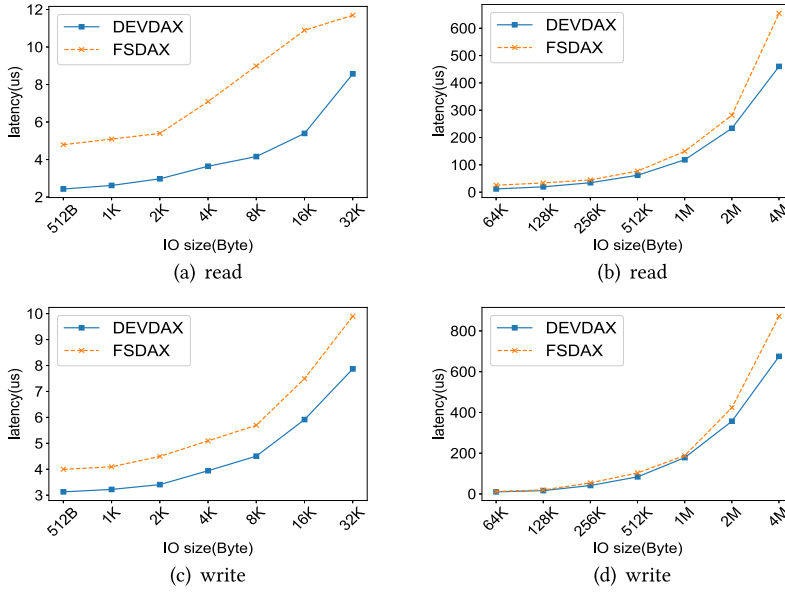 12
10
8
6
4
2
latency(us)
DEVDAX
FSDAX
512B
1K
2K
4K
8K
16K
32K
IO size(Byte)
(a) read
600
500
400
300
200
100
0
latency(us)
DEVDAX
FSDAX
64K
128K
256K
512K
1M
2M
4M
IO size(Byte)
(b) read
10
9
8
7
6
5
4
3
latency(us)
DEVDAX
FSDAX
512B
1K
2K
4K
8K
16K
32K
IO size(Byte)
(c) write
800
600
400
200
0
latency(us)
DEVDAX
FSDAX
64K
128K
256K
512K
1M
2M
4M
IO size(Byte)
(d) write